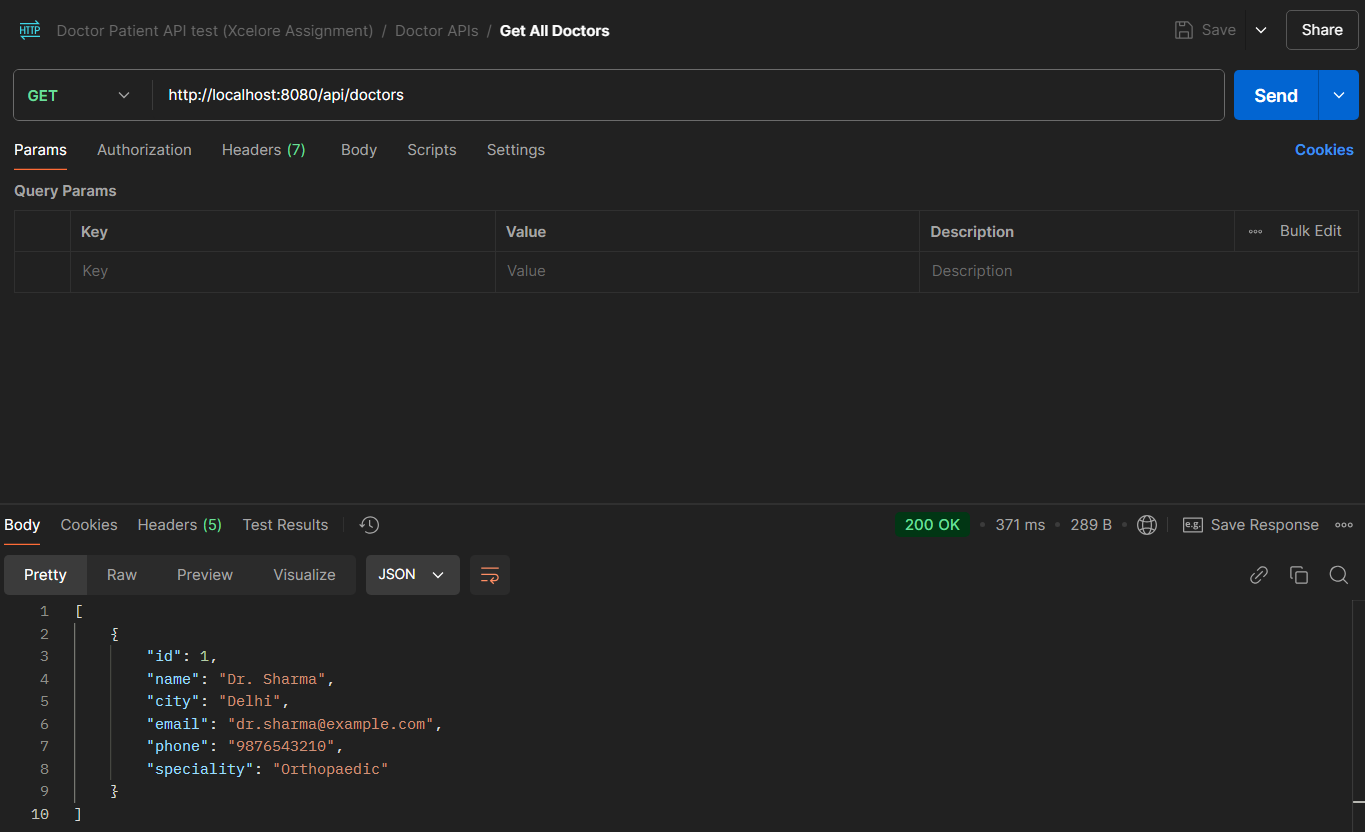 HTTP Doctor Patient API test (Xcelore Assignment) / Doctor APIs / Get All Doctors Save Share
GET http://localhost:8080/api/doctors Send
Params Authorization Headers (7) Body Scripts Settings Cookies
Query Params
Key Value Description Bulk Edit
Key Value Description
Body Cookies Headers (5) Test Results 200 OK • 371 ms • 289 B • e.g. Save Response
Pretty Raw Preview Visualize JSON
1 [
2 {
3 "id": 1,
4 "name": "Dr. Sharma",
5 "city": "Delhi",
6 "email": "dr.sharma@example.com",
7 "phone": "9876543210",
8 "speciality": "Orthopaedic"
9 }
10 ]